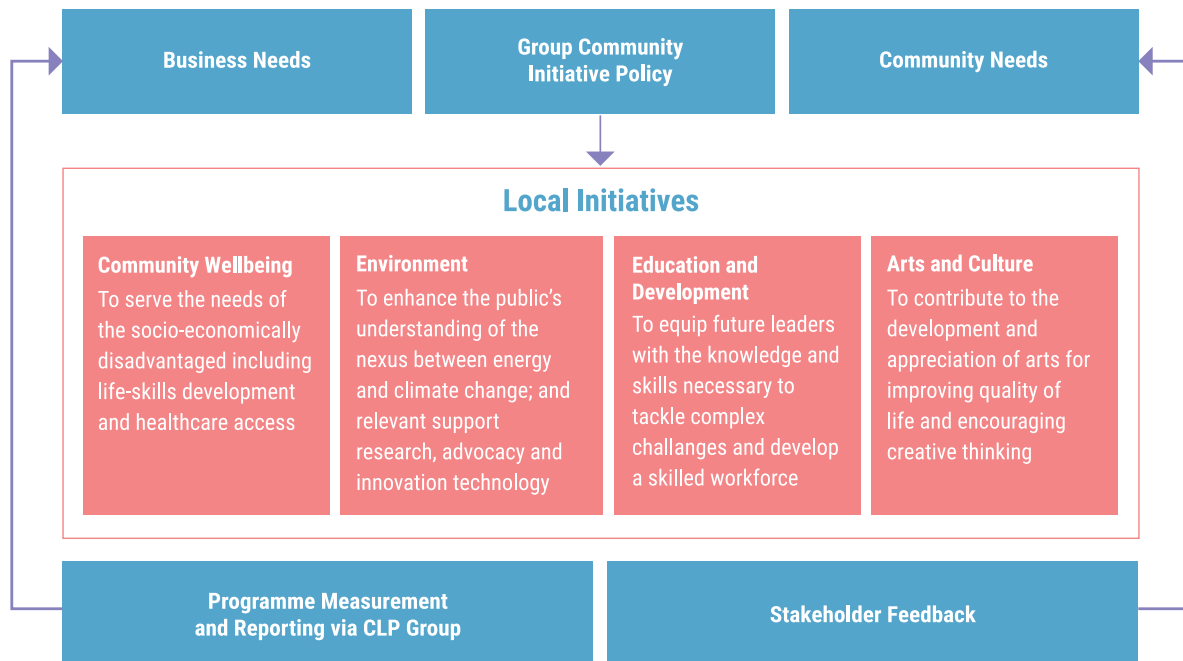 Business Needs
Group Community
Initiative Policy
Community Needs
Local Initiatives
Community Wellbeing
To serve the needs of
the socio-economically
disadvantaged including
life-skills development
and healthcare access
Environment
To enhance the public's
understanding of the
nexus between energy
and climate change; and
relevant support
research, advocacy and
innovation technology
Education and
Development
To equip future leaders
with the knowledge and
skills necessary to
tackle complex
challanges and develop
a skilled workforce
Arts and Culture
To contribute to the
development and
appreciation of arts for
improving quality of
life and encouraging
creative thinking
Programme Measurement
and Reporting via CLP Group
Stakeholder Feedback